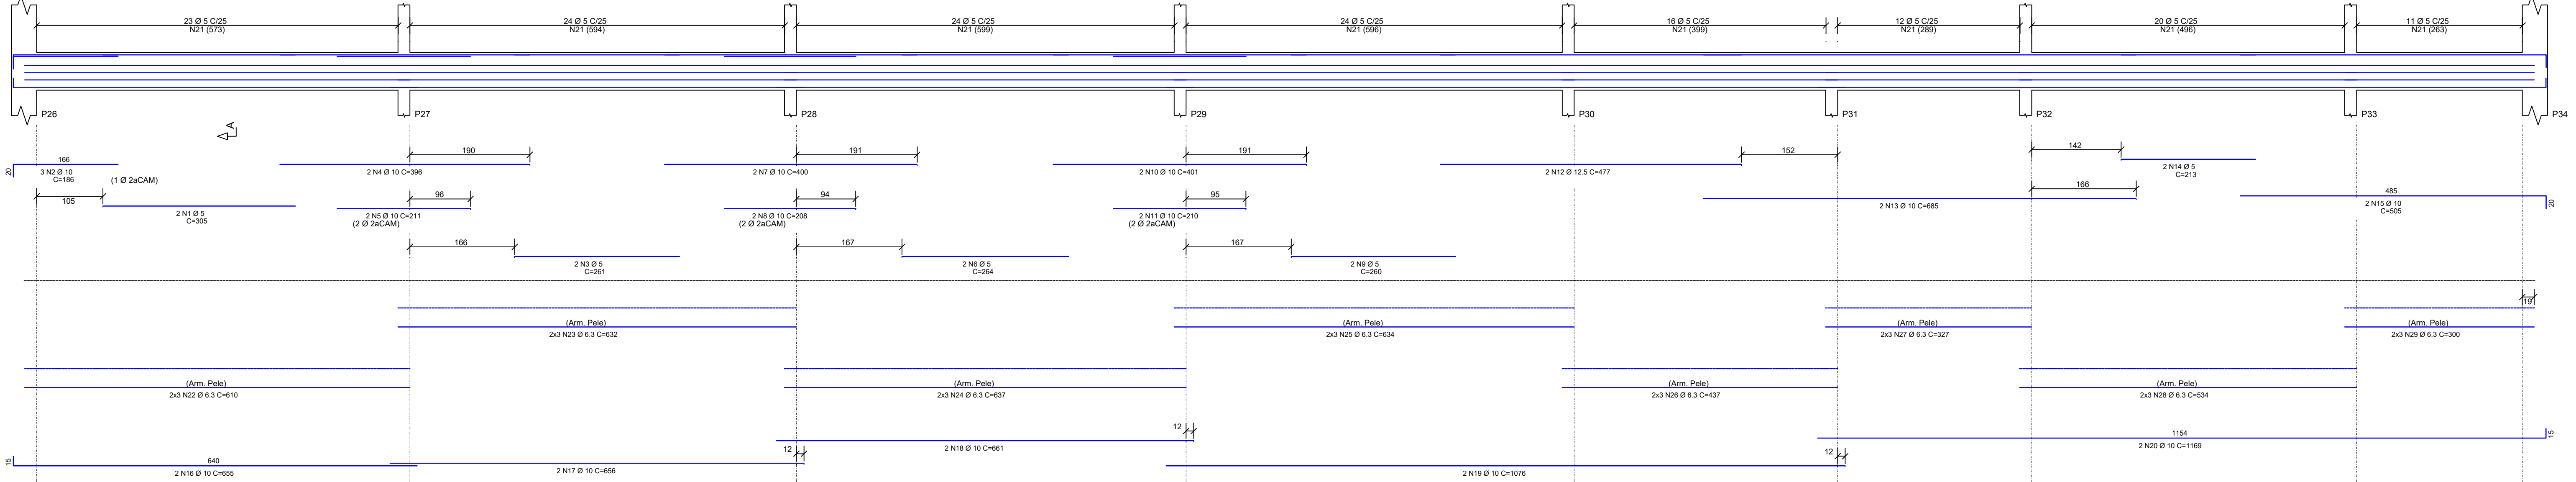 23 Ø 5 C/25
N21 (573)
24 Ø 5 C/25
N21 (594)
24 Ø 5 C/25
N21 (599)
24 Ø 5 C/25
N21 (596)
16 Ø 5 C/25
N21 (399)
12 Ø 5 C/25
N21 (289)
20 Ø 5 C/25
N21 (496)
11 Ø 5 C/25
N21 (263)
P26
P27
P28
P29
P30
P31
P32
P33
P34
A
166
20
3 N2 Ø 10
C=186
(1 Ø 2aCAM)
190
2 N4 Ø 10 C=396
191
2 N7 Ø 10 C=400
191
2 N10 Ø 10 C=401
152
2 N12 Ø 12.5 C=477
142
2 N14 Ø 5
C=213
105
2 N1 Ø 5
C=305
96
2 N5 Ø 10 C=211
(2 Ø 2aCAM)
94
2 N8 Ø 10 C=208
(2 Ø 2aCAM)
95
2 N11 Ø 10 C=210
(2 Ø 2aCAM)
166
2 N13 Ø 10 C=685
485
20
2 N15 Ø 10
C=505
166
2 N3 Ø 5
C=261
167
2 N6 Ø 5
C=264
167
2 N9 Ø 5
C=260
19
(Arm. Pele)
2x3 N23 Ø 6.3 C=632
(Arm. Pele)
2x3 N25 Ø 6.3 C=634
(Arm. Pele)
2x3 N27 Ø 6.3 C=327
(Arm. Pele)
2x3 N29 Ø 6.3 C=300
(Arm. Pele)
2x3 N22 Ø 6.3 C=610
(Arm. Pele)
2x3 N24 Ø 6.3 C=637
(Arm. Pele)
2x3 N26 Ø 6.3 C=437
(Arm. Pele)
2x3 N28 Ø 6.3 C=534
12
2 N18 Ø 10 C=661
1154
15
2 N20 Ø 10 C=1169
15
640
2 N16 Ø 10 C=655
12
2 N17 Ø 10 C=656
12
2 N19 Ø 10 C=1076